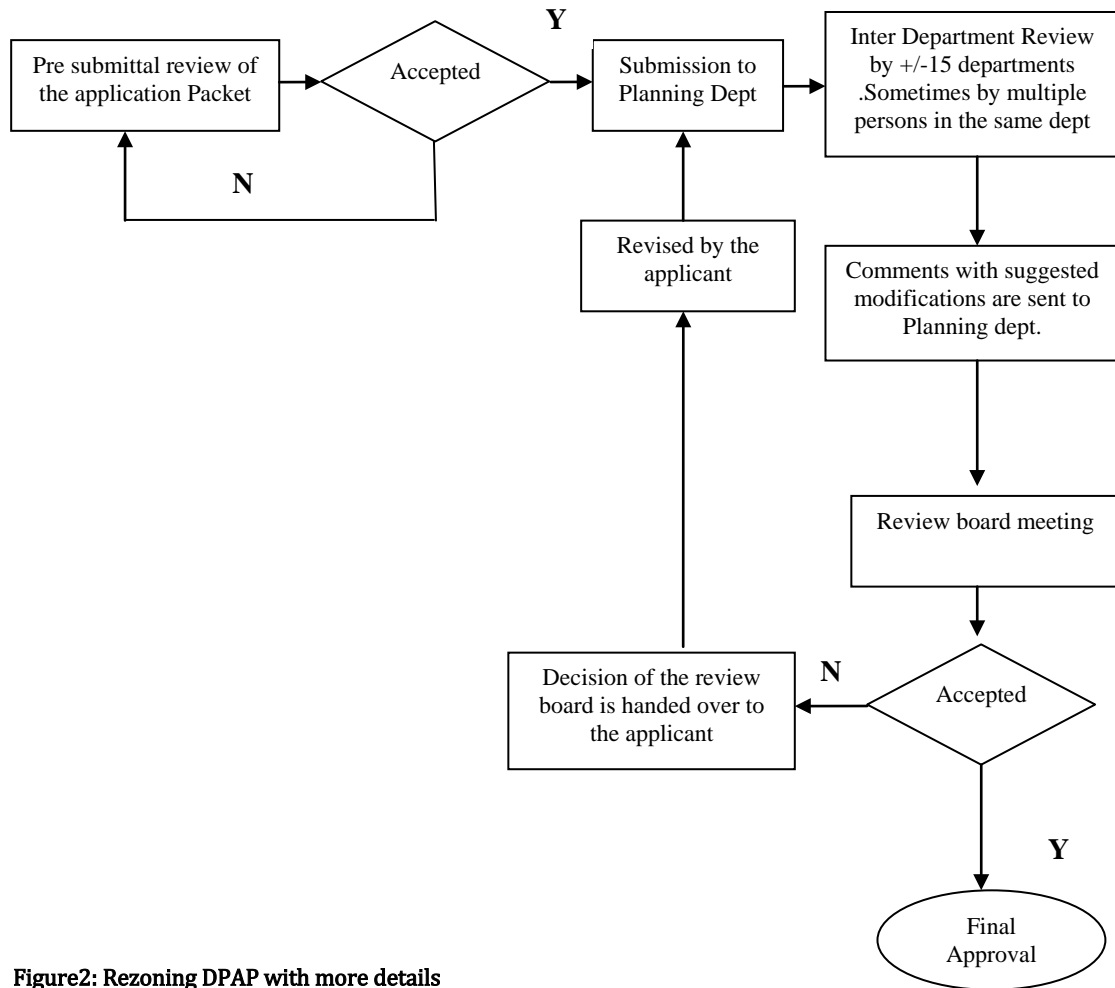 Y
Pre submittal review of
the application Packet
Accepted
Submission to
Planning Dept
Inter Department Review
by +/-15 departments
.Sometimes by multiple
persons in the same dept
N
Revised by the
applicant
Comments with suggested
modifications are sent to
Planning dept.
Review board meeting
Decision of the review
board is handed over to
the applicant
N
Accepted
Y
Final
Approval
Figure2: Rezoning DPAP with more details